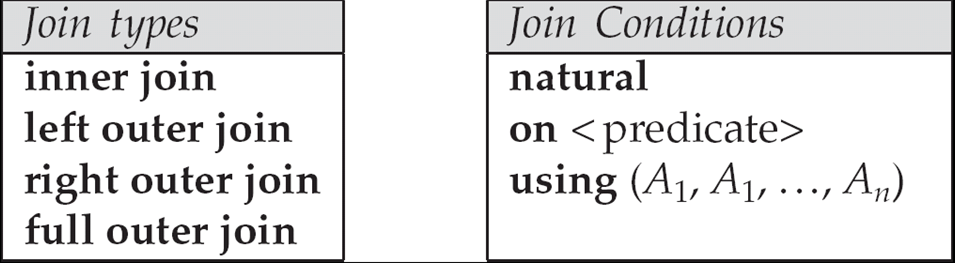 Join types
inner join
left outer join
right outer join
full outer join
Join Conditions
natural
on <predicate>
using (A1, A1, …, An)